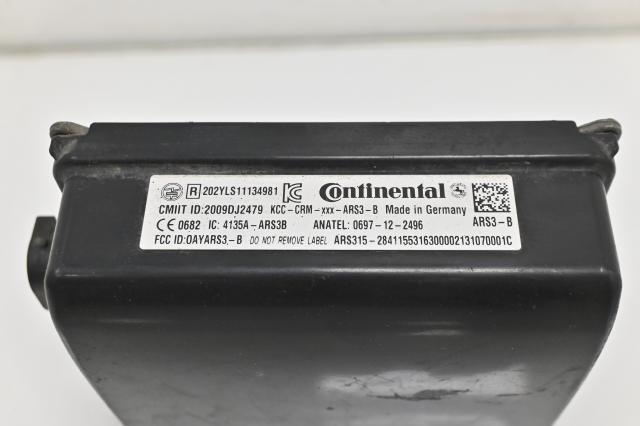 R 202YLS11134981 Continental
CMIIT ID:2009DJ2479 KCC-CRM-xxx-ARS3-B Made in Germany
CE 0682 IC: 4135A-ARS3B ANATEL: 0697-12-2496 ARS3-B
FCC ID:OAYARS3-B DO NOT REMOVE LABEL ARS315-2841155316300002131070001C